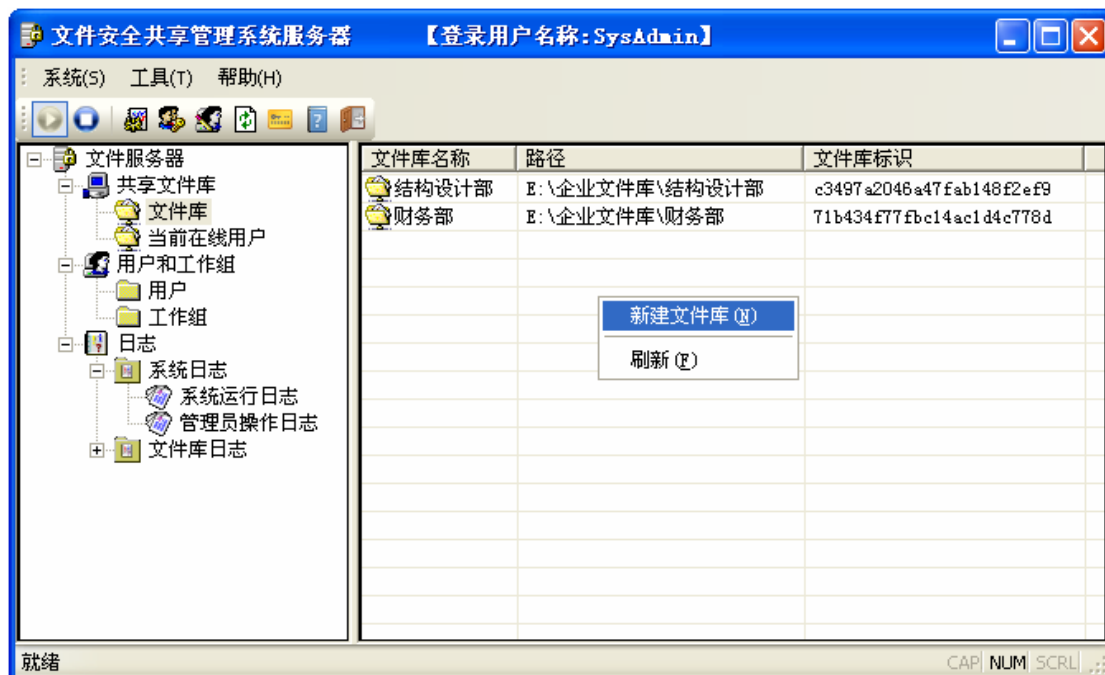 文件安全共享管理系统服务器 【登录用户名称:SysAdmin】
系统(S) 工具(T) 帮助(H)
文件服务器
共享文件库
文件库
当前在线用户
用户和工作组
用户
工作组
日志
系统日志
系统运行日志
管理员操作日志
文件库日志
文件库名称 路径 文件库标识
结构设计部 E:\企业文件库\结构设计部 c3497a2046a47fab148f2ef9
财务部 E:\企业文件库\财务部 71b434f77fbc14ac1d4c778d
新建文件库(N)
刷新(F)
就绪 CAP NUM SCRL